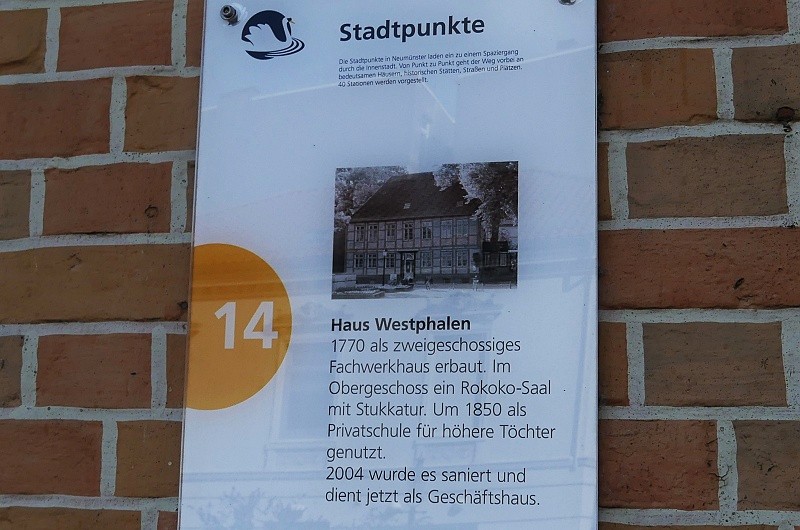 Stadtpunkte
Die Stadtpunkte in Neumünster laden ein zu einem Spaziergang
durch die Innenstadt. Von Punkt zu Punkt geht der Weg vorbei an
bedeutsamen Häusern, historischen Stätten, Straßen und Plätzen.
40 Stationen werden vorgestellt.
14
Haus Westphalen
1770 als zweigeschossiges
Fachwerkhaus erbaut. Im
Obergeschoss ein Rokoko-Saal
mit Stukkatur. Um 1850 als
Privatschule für höhere Töchter
genutzt.
2004 wurde es saniert und
dient jetzt als Geschäftshaus.